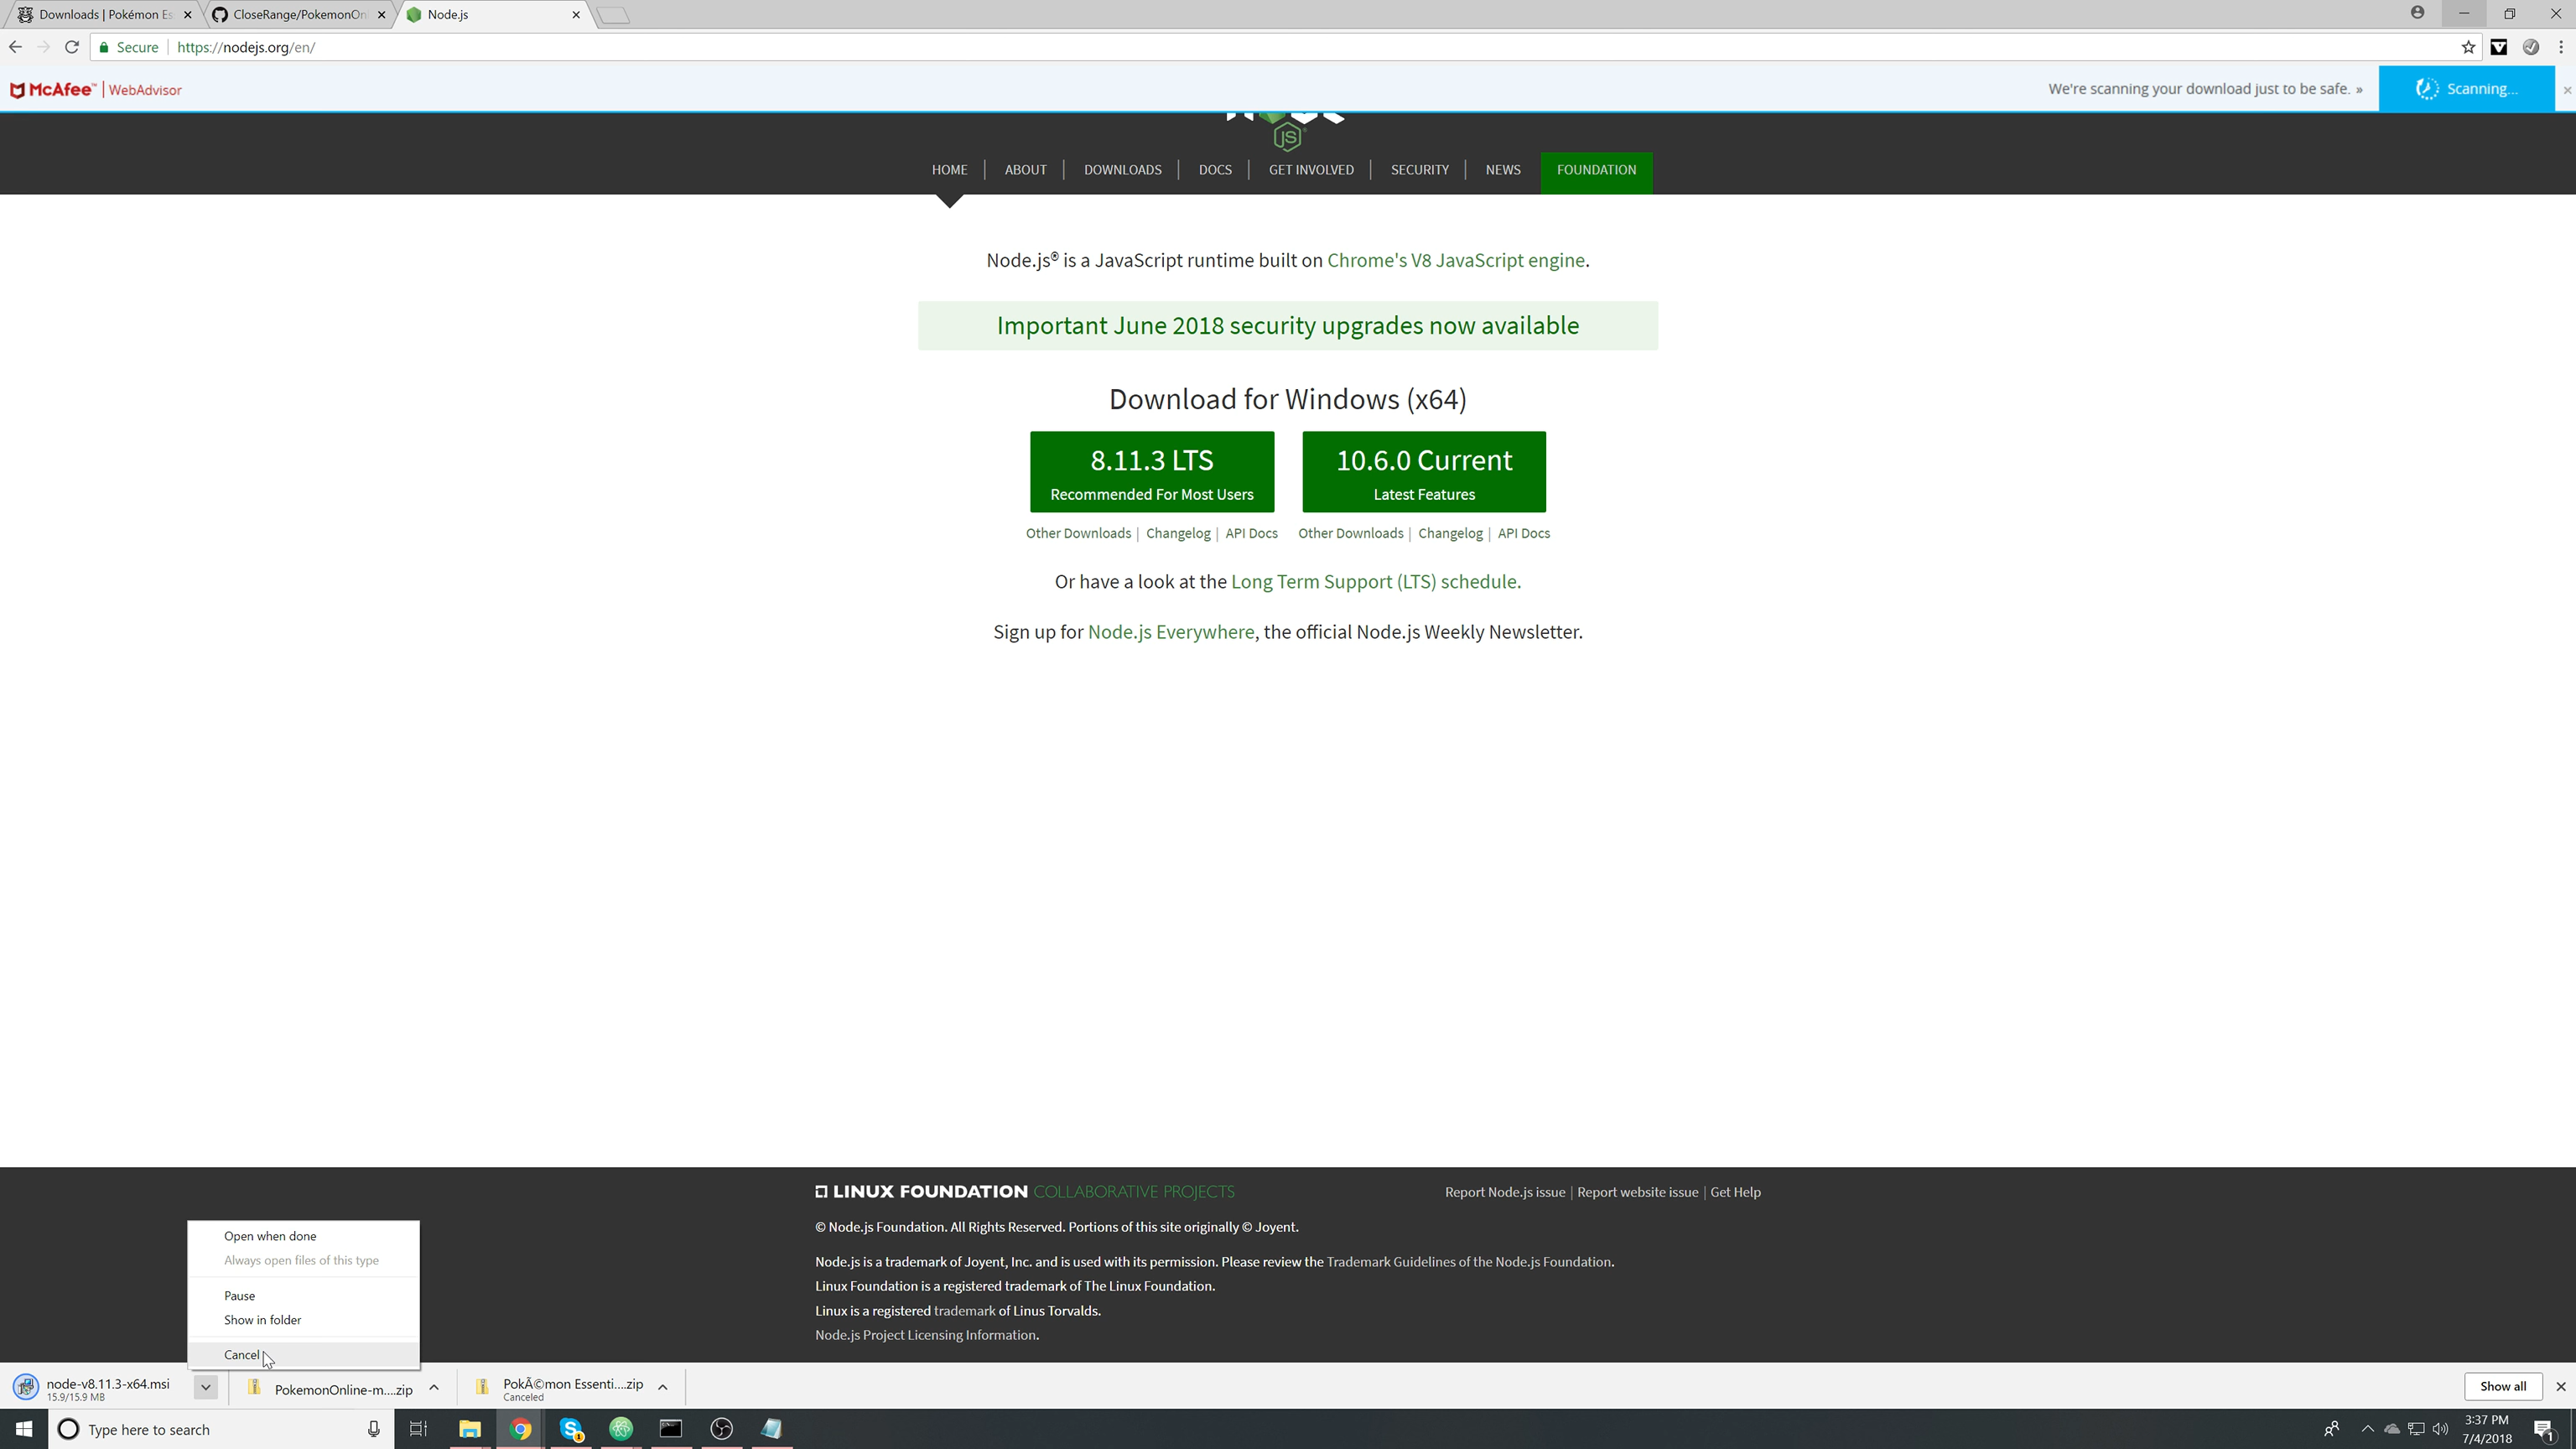 Downloads | Pokémon Es
CloseRange/PokemonOnl
Node.js
Secure
https://nodejs.org/en/
McAfee™ | WebAdvisor
We're scanning your download just to be safe. »
Scanning...
JS
HOME
ABOUT
DOWNLOADS
DOCS
GET INVOLVED
SECURITY
NEWS
FOUNDATION
Node.js® is a JavaScript runtime built on Chrome's V8 JavaScript engine.
Important June 2018 security upgrades now available
Download for Windows (x64)
8.11.3 LTS
Recommended For Most Users
10.6.0 Current
Latest Features
Other Downloads | Changelog | API Docs
Other Downloads | Changelog | API Docs
Or have a look at the Long Term Support (LTS) schedule.
Sign up for Node.js Everywhere, the official Node.js Weekly Newsletter.
LINUX FOUNDATION COLLABORATIVE PROJECTS
Report Node.js issue | Report website issue | Get Help
© Node.js Foundation. All Rights Reserved. Portions of this site originally © Joyent.
Node.js is a trademark of Joyent, Inc. and is used with its permission. Please review the Trademark Guidelines of the Node.js Foundation.
Linux Foundation is a registered trademark of The Linux Foundation.
Linux is a registered trademark of Linus Torvalds.
Node.js Project Licensing Information.
Open when done
Always open files of this type
Pause
Show in folder
Cancel
node-v8.11.3-x64.msi
15.9/15.9 MB
PokemonOnline-m....zip
PokÃ©mon Essenti....zip
Canceled
Show all
Type here to search
3:37 PM
7/4/2018